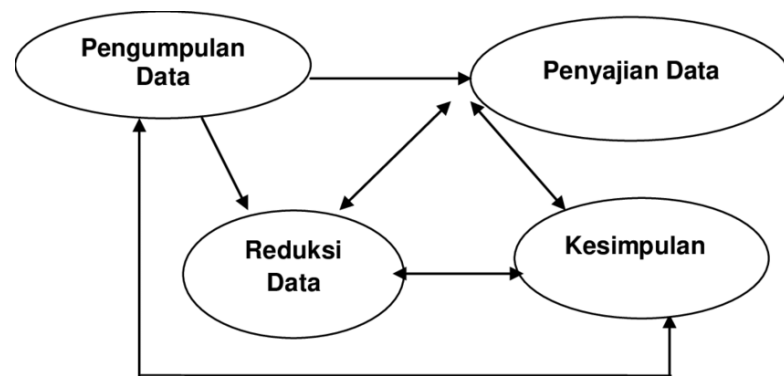 Pengumpulan
Data
Penyajian Data
Reduksi
Data
Kesimpulan